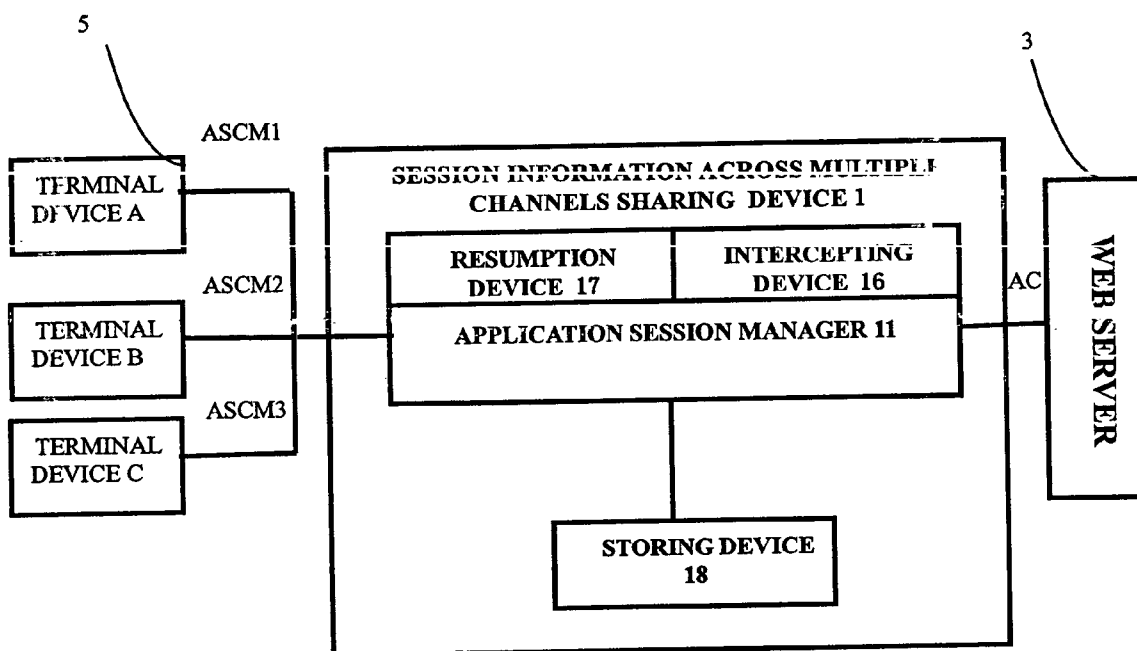 5
3
ASCM1
TERMINAL
DEVICE A
SESSION INFORMATION ACROSS MULTIPLE
CHANNELS SHARING DEVICE 1
RESUMPTION
DEVICE 17
INTERCEPTING
DEVICE 16
ASCM2
AC
TERMINAL
DEVICE B
APPLICATION SESSION MANAGER 11
WEB SERVER
ASCM3
TERMINAL
DEVICE C
STORING DEVICE
18